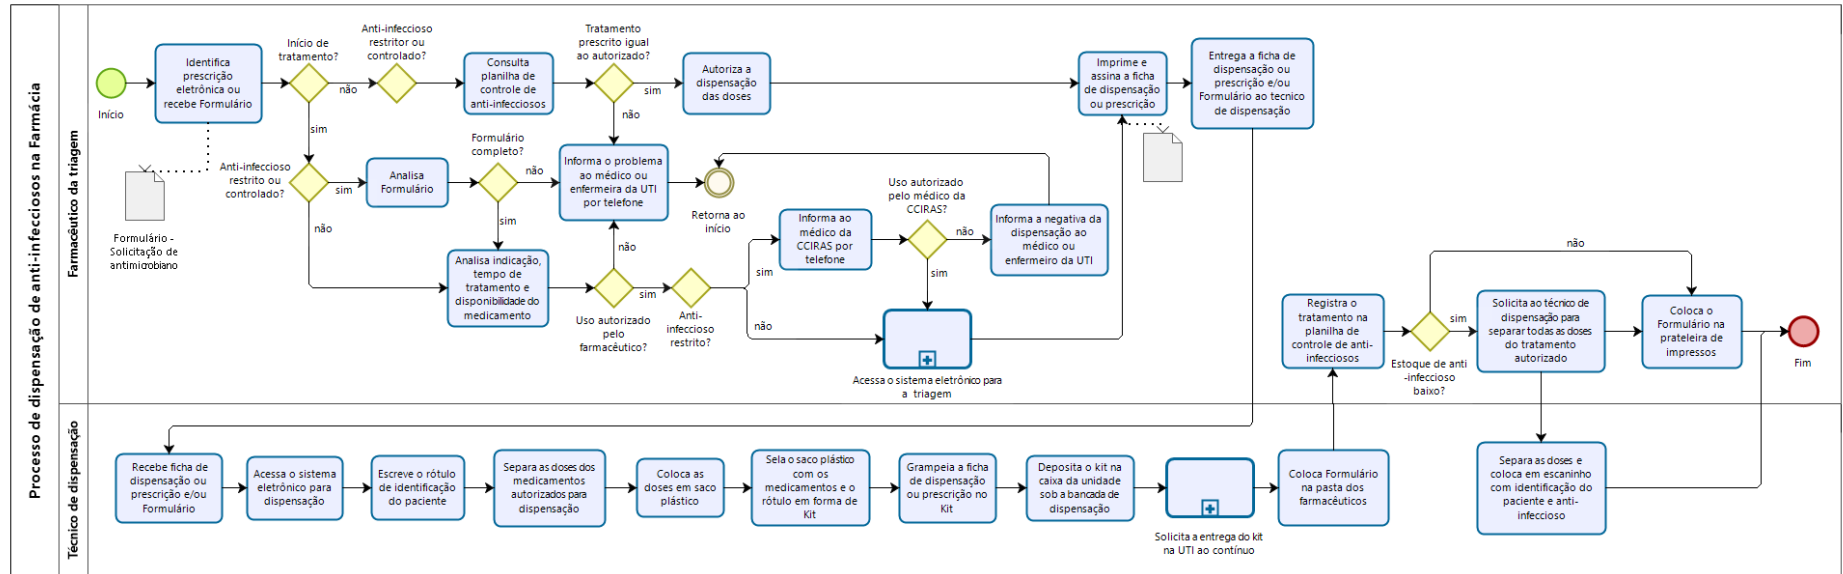 Processo de dispensação de anti-infecciosos na Farmácia
Farmacêutico da triagem
Início
Identifica
prescrição
eletrônica ou
recebe Formulário
Formulário -
Solicitação de
antimicrobiano
Início de
tratamento?
não
sim
Anti-infeccioso
restritor ou
controlado?
Consulta
planilha de
controle de
anti-infecciosos
Tratamento
prescrito igual
ao autorizado?
sim
não
Autoriza a
dispensação
das doses
Imprime e
assina a ficha
de dispensação
ou prescrição
Entrega a ficha de
dispensação ou
prescrição e/ou
Formulário ao tecnico
de dispensação
Anti-infeccioso
restrito ou
controlado?
sim
não
Analisa
Formulário
Formulário
completo?
não
sim
Informa o problema
ao médico ou
enfermeira da UTI
por telefone
Retorna ao
início
Analisa indicação,
tempo de
tratamento e
disponibilidade do
medicamento
não
sim
Uso autorizado
pelo
farmacêutico?
Anti-
infeccioso
restrito?
sim
não
Informa ao
médico da
CCIRAS por
telefone
Uso autorizado
pelo médico da
CCIRAS?
não
sim
Informa a negativa da
dispensação ao
médico ou
enfermeiro da UTI
Acessa o sistema eletrônico para
a triagem
Registra o
tratamento na
planilha de
controle de anti-
infecciosos
Estoque de anti
-infeccioso
baixo?
não
sim
Solicita ao técnico de
dispensação para
separar todas as doses
do tratamento
autorizado
Coloca o
Formulário na
prateleira de
impressos
Fim
Técnico de dispensação
Recebe ficha de
dispensação ou
prescrição e/ou
Formulário
Acessa o sistema
eletrônico para
dispensação
Escreve o rótulo
de identificação
do paciente
Separa as doses dos
medicamentos
autorizados para
dispensação
Coloca as
doses em saco
plástico
Sela o saco plástico
com os
medicamentos e o
rótulo em forma de
Kit
Grampeia a ficha
de dispensação
ou prescrição no
Kit
Deposita o kit na
caixa da unidade
sob a bancada de
dispensação
Solicita a entrega do kit
na UTI ao contínuo
Coloca Formulário
na pasta dos
farmacêuticos
Separa as doses e
coloca em escaninho
com identificação do
paciente e anti-
infeccioso